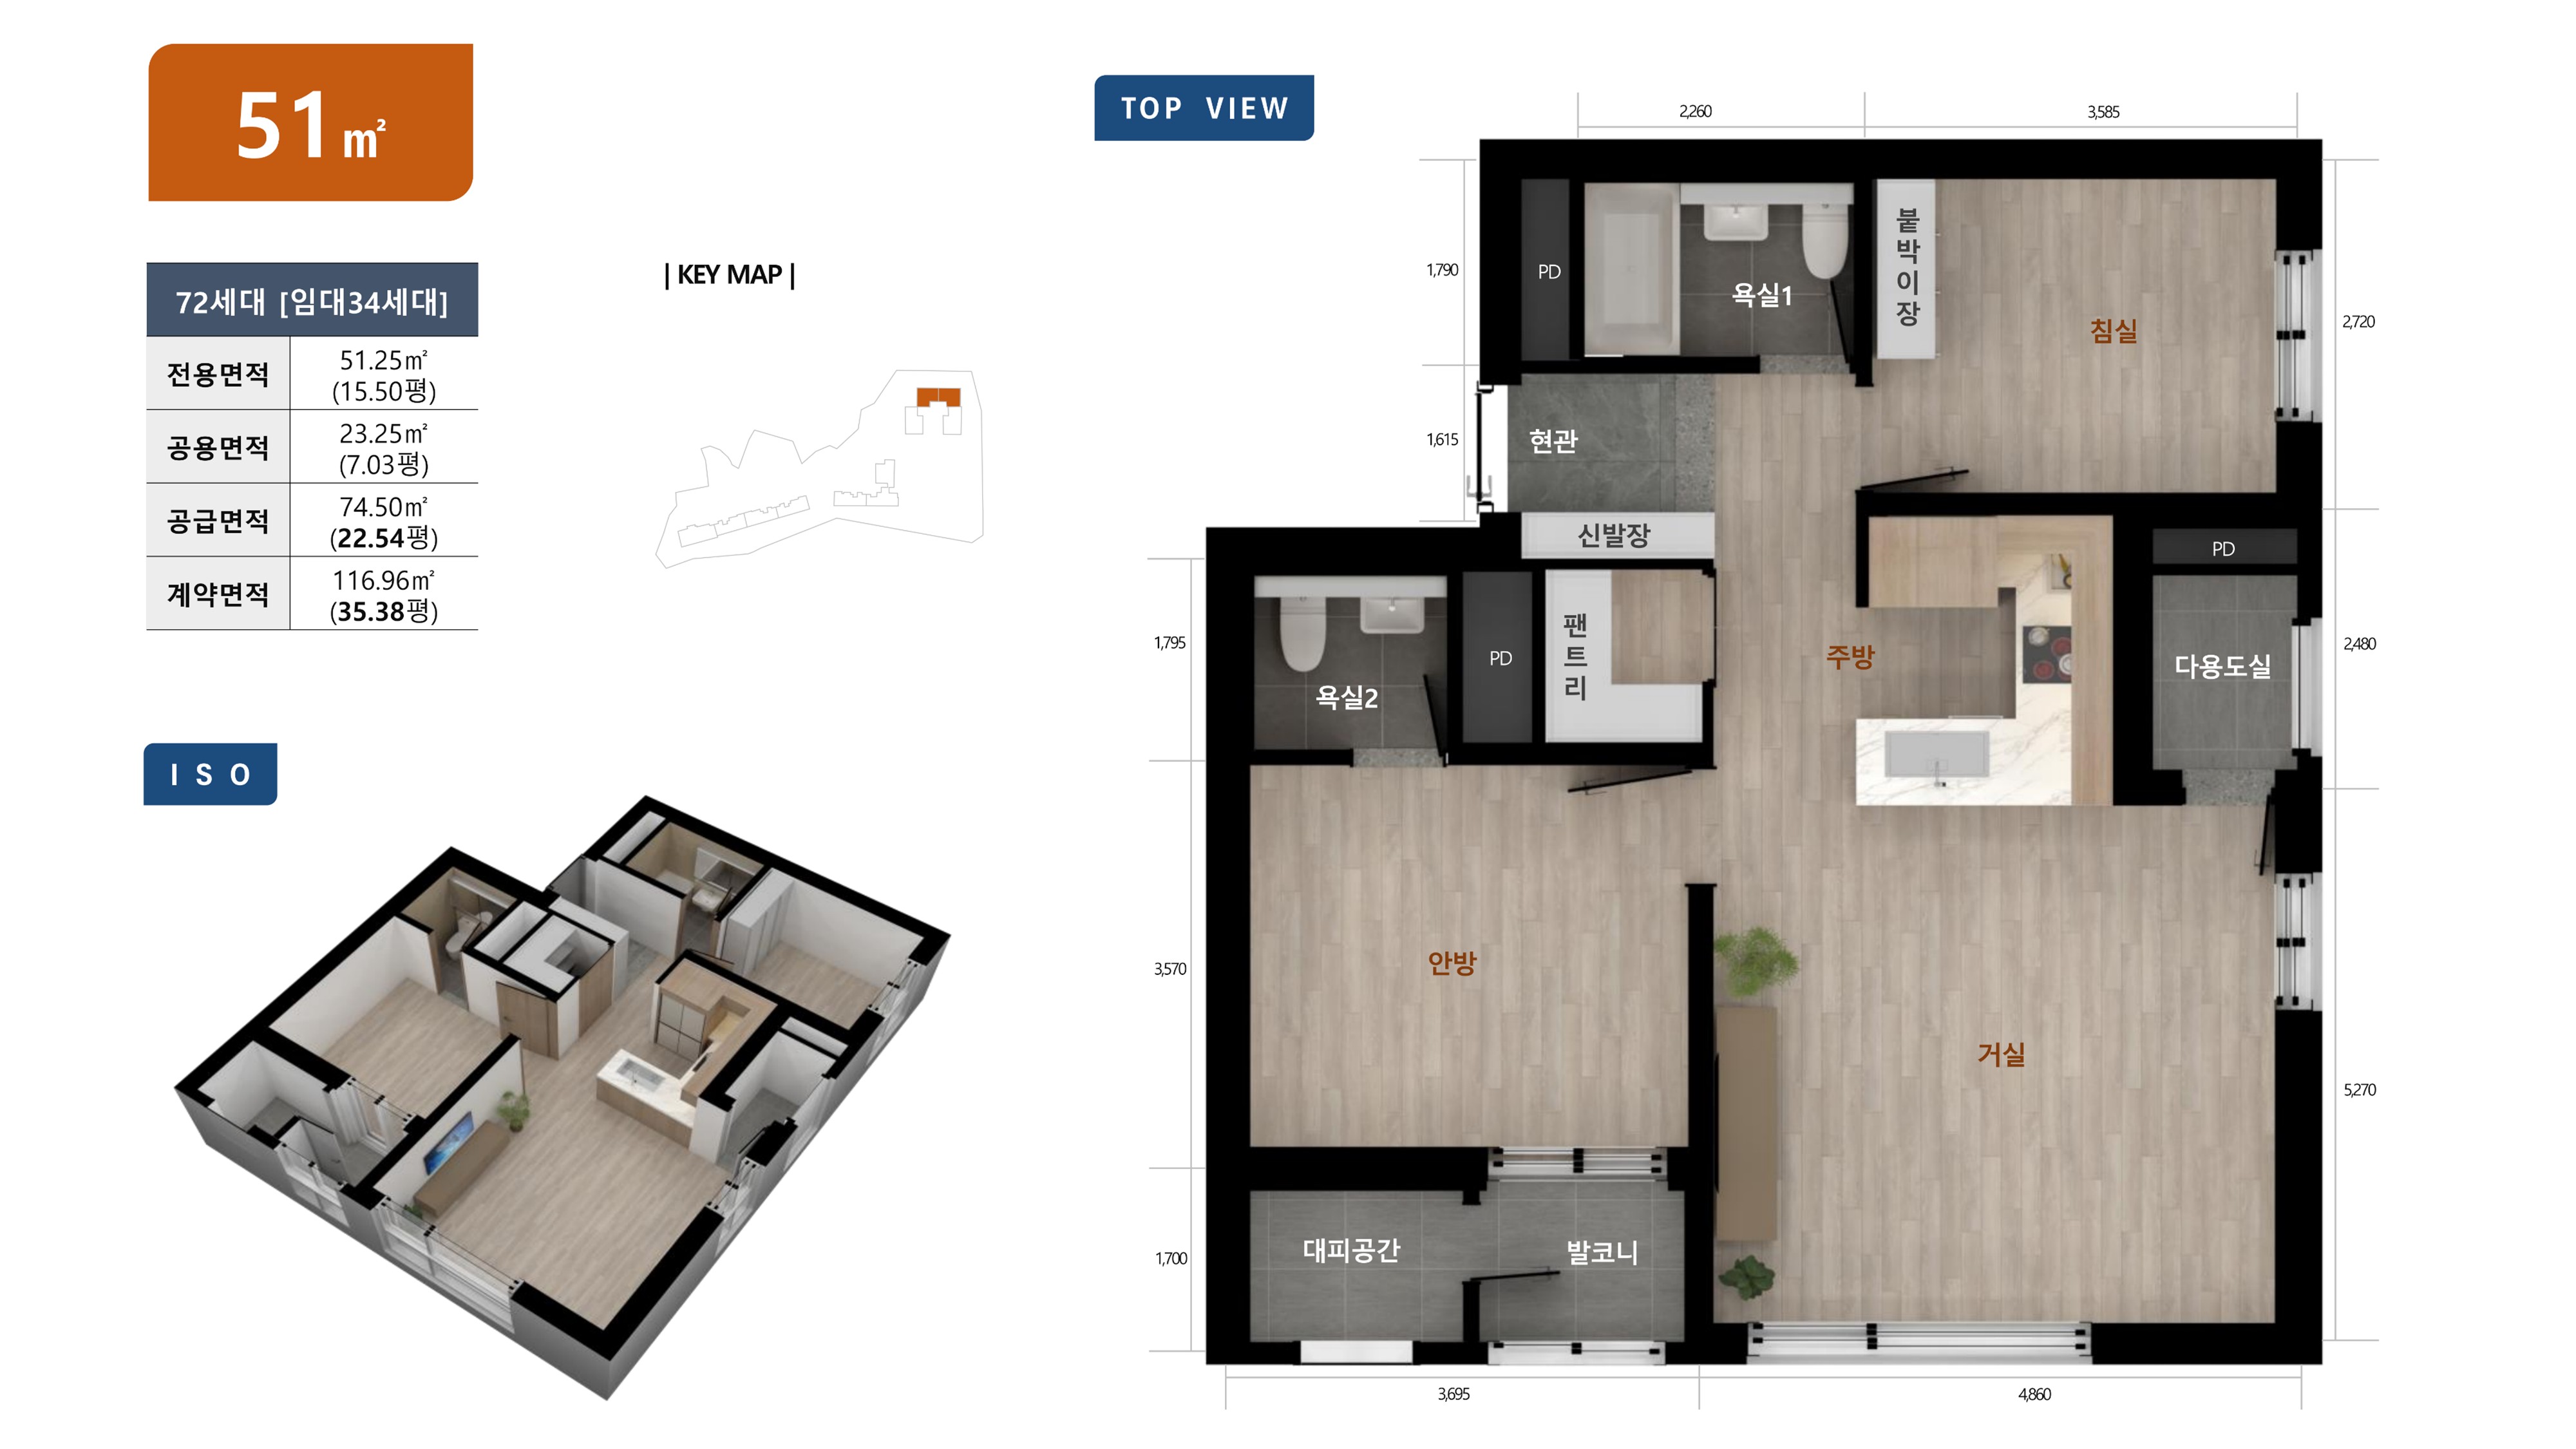 51㎡
72세대 [임대34세대]
전용면적
51.25㎡
(15.50평)
공용면적
23.25㎡
(7.03평)
공급면적
74.50㎡
(22.54평)
계약면적
116.96㎡
(35.38평)
| KEY MAP |
ISO
TOP VIEW
2,260
3,585
1,790
1,615
2,720
2,480
5,270
1,795
3,570
1,700
3,695
4,860
PD
욕실1
붙박이장
침실
현관
신발장
PD
욕실2
PD
팬트리
주방
다용도실
안방
거실
대피공간
발코니